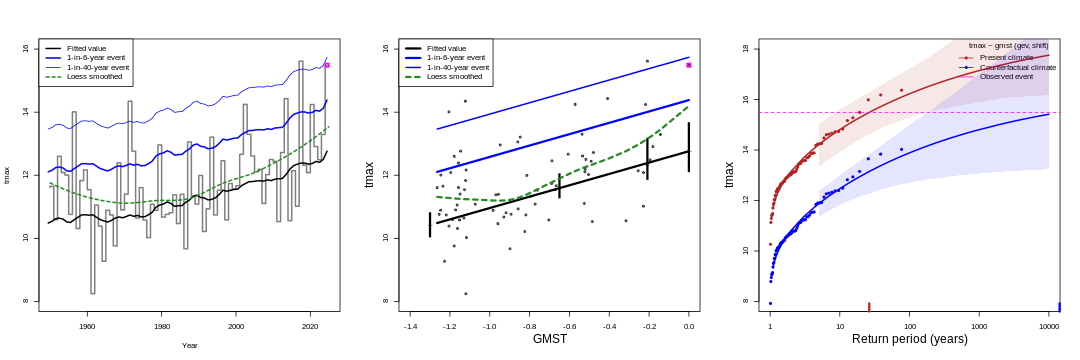 Fitted value
1-in-6-year event
1-in-40-year event
Loess smoothed
16
14
12
10
8
tmax
1960
1980
2000
2020
Year
Fitted value
1-in-6-year event
1-in-40-year event
Loess smoothed
16
14
12
10
8
tmax
-1.4
-1.2
-1.0
-0.8
-0.6
-0.4
-0.2
0.0
GMST
tmax ~ gmst (gev, shift)
Present climate
Counterfactual climate
Observed event
18
16
14
12
10
8
tmax
1
10
100
1000
10000
Return period (years)